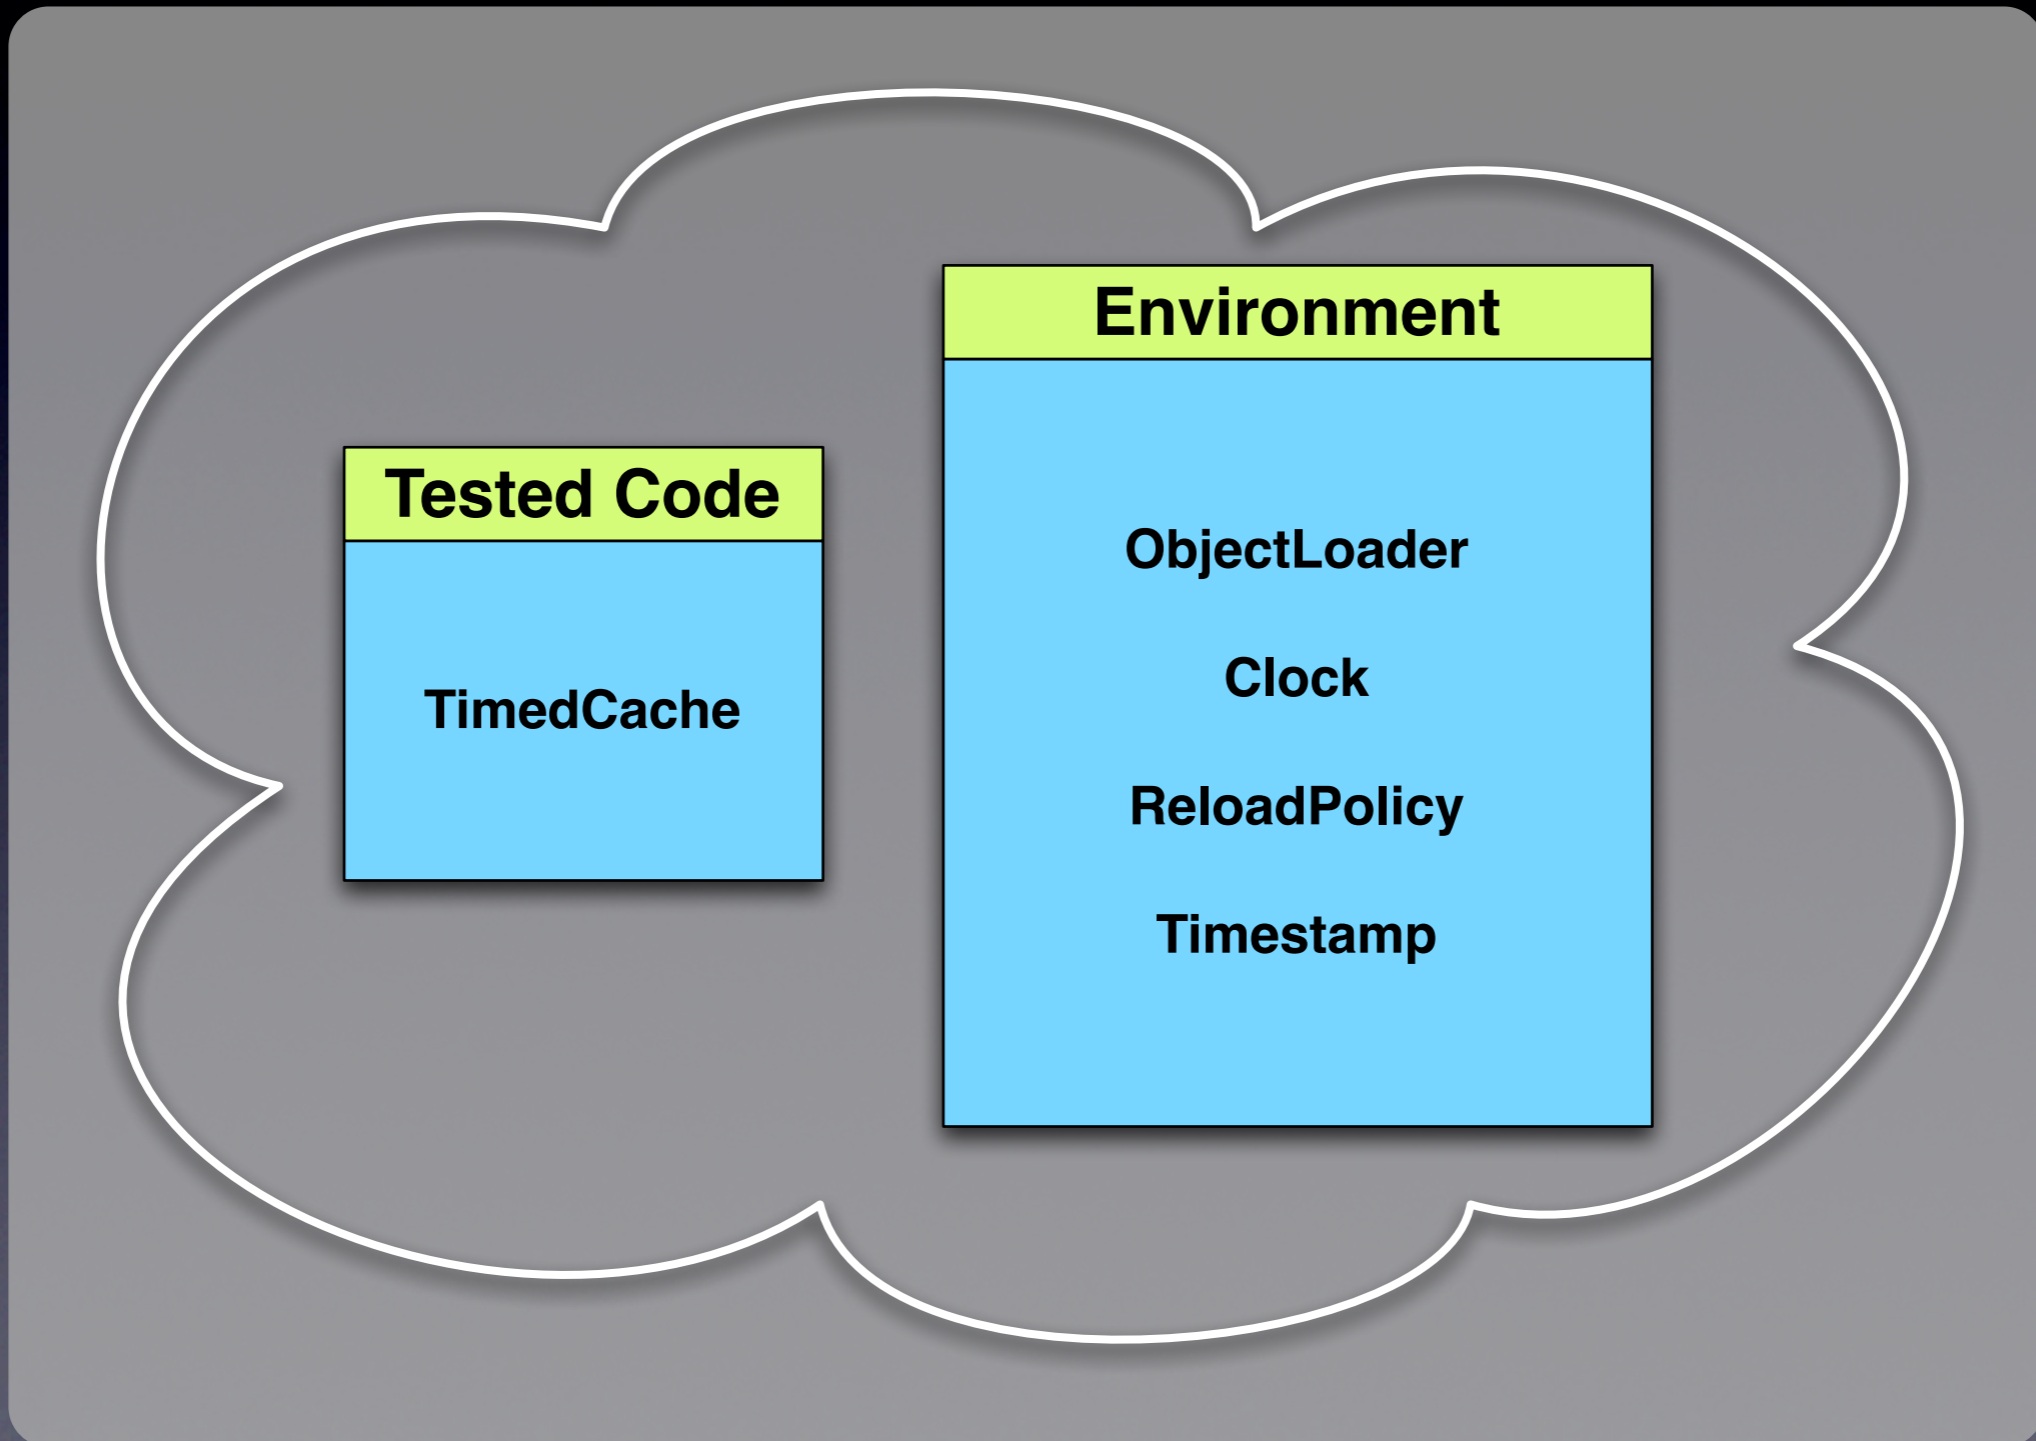 Tested Code
TimedCache
Environment
ObjectLoader
Clock
ReloadPolicy
Timestamp